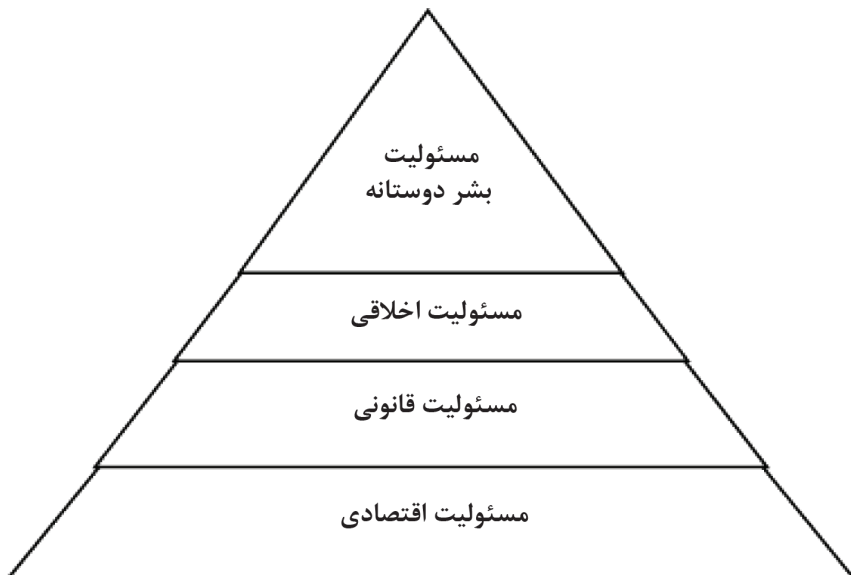 مسئولیت
بشر دوستانه
مسئولیت اخلاقی
مسئولیت قانونی
مسئولیت اقتصادی